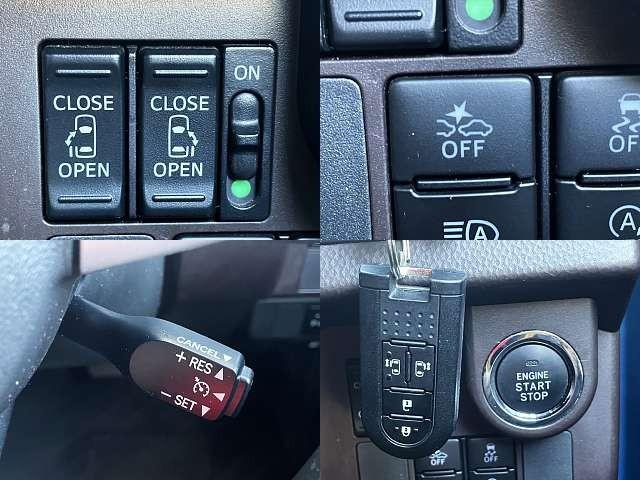 CLOSE
OPEN
CLOSE
OPEN
ON
OFF
OFF
A
A
CANCEL
+ RES
− SET
ENGINE
START
STOP
OFF
OFF